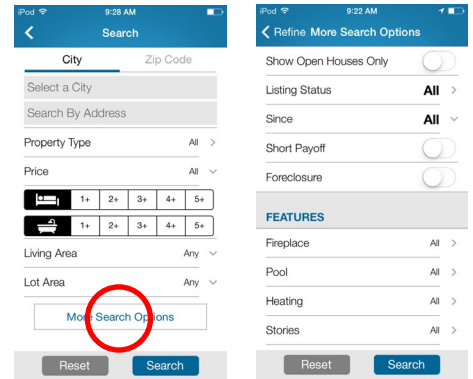 iPod 9:28 AM
Search
City Zip Code
Select a City
Search By Address
Property Type All
Price All
1+ 2+ 3+ 4+ 5+
1+ 2+ 3+ 4+ 5+
Living Area Any
Lot Area Any
More Search Options
Reset Search
iPod 9:22 AM
Refine More Search Options
Show Open Houses Only
Listing Status All
Since All
Short Payoff
Foreclosure
FEATURES
Fireplace All
Pool All
Heating All
Stories All
Reset Search